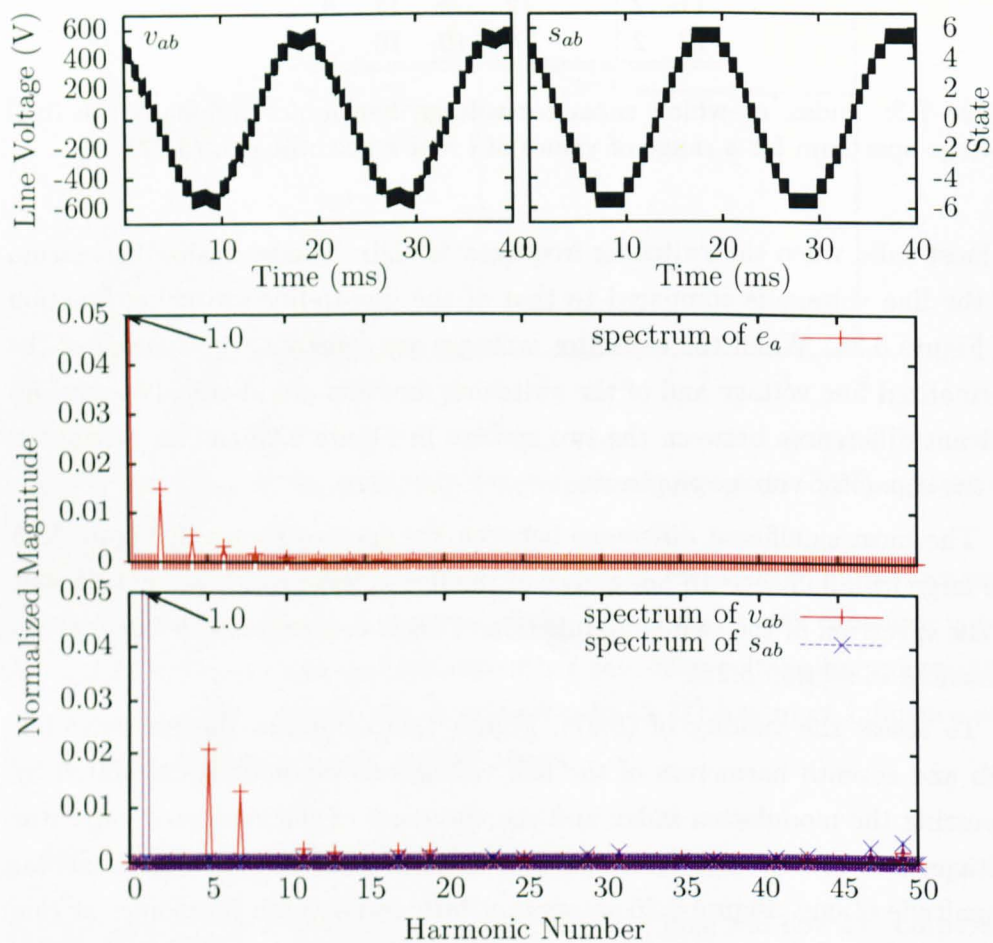 Line Voltage (V)
600
400
200
0
-200
-400
-600
v_ab
s_ab
6
4
2
0
-2
-4
-6
State
0 10 20 30 40
0 10 20 30 40
Time (ms)
Time (ms)
Normalized Magnitude
0.05
0.04
0.03
0.02
0.01
0
1.0
spectrum of e_a
0.05
0.04
0.03
0.02
0.01
0
1.0
spectrum of v_ab
spectrum of s_ab
0 5 10 15 20 25 30 35 40 45 50
Harmonic Number